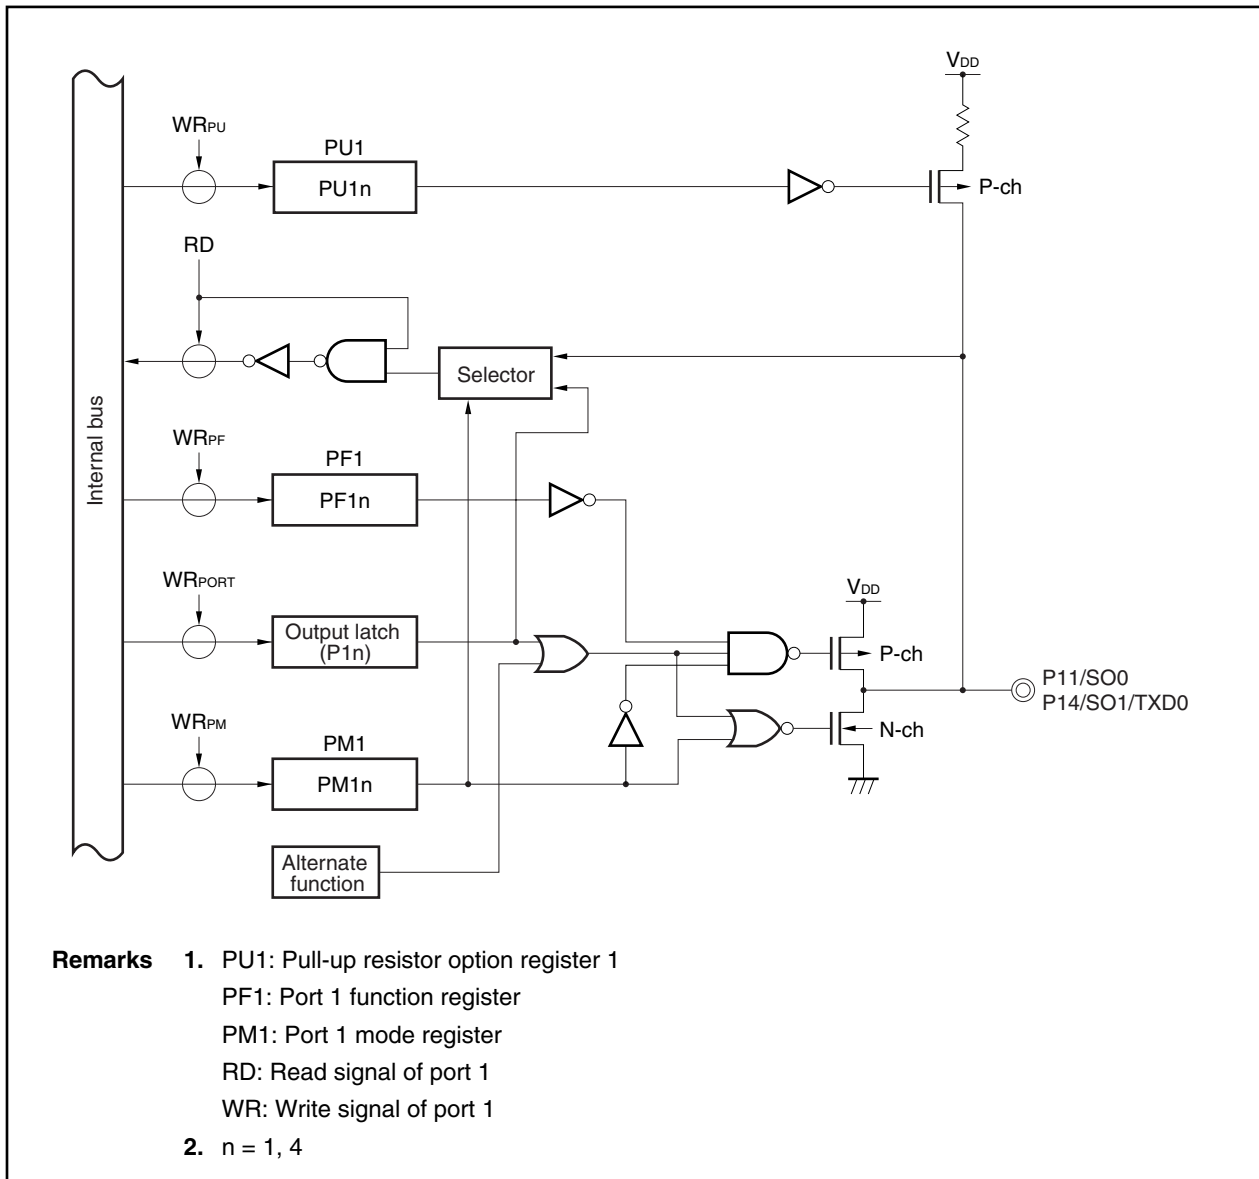 VDD
WRPU
PU1
PU1n
P-ch
RD
Selector
Internal bus
WRPF
PF1
PF1n
WRPORT
Output latch
(P1n)
VDD
P-ch
P11/SO0
P14/SO1/TXD0
WRPM
PM1
PM1n
N-ch
Alternate
function
Remarks 1. PU1: Pull-up resistor option register 1
PF1: Port 1 function register
PM1: Port 1 mode register
RD: Read signal of port 1
WR: Write signal of port 1
2. n = 1, 4